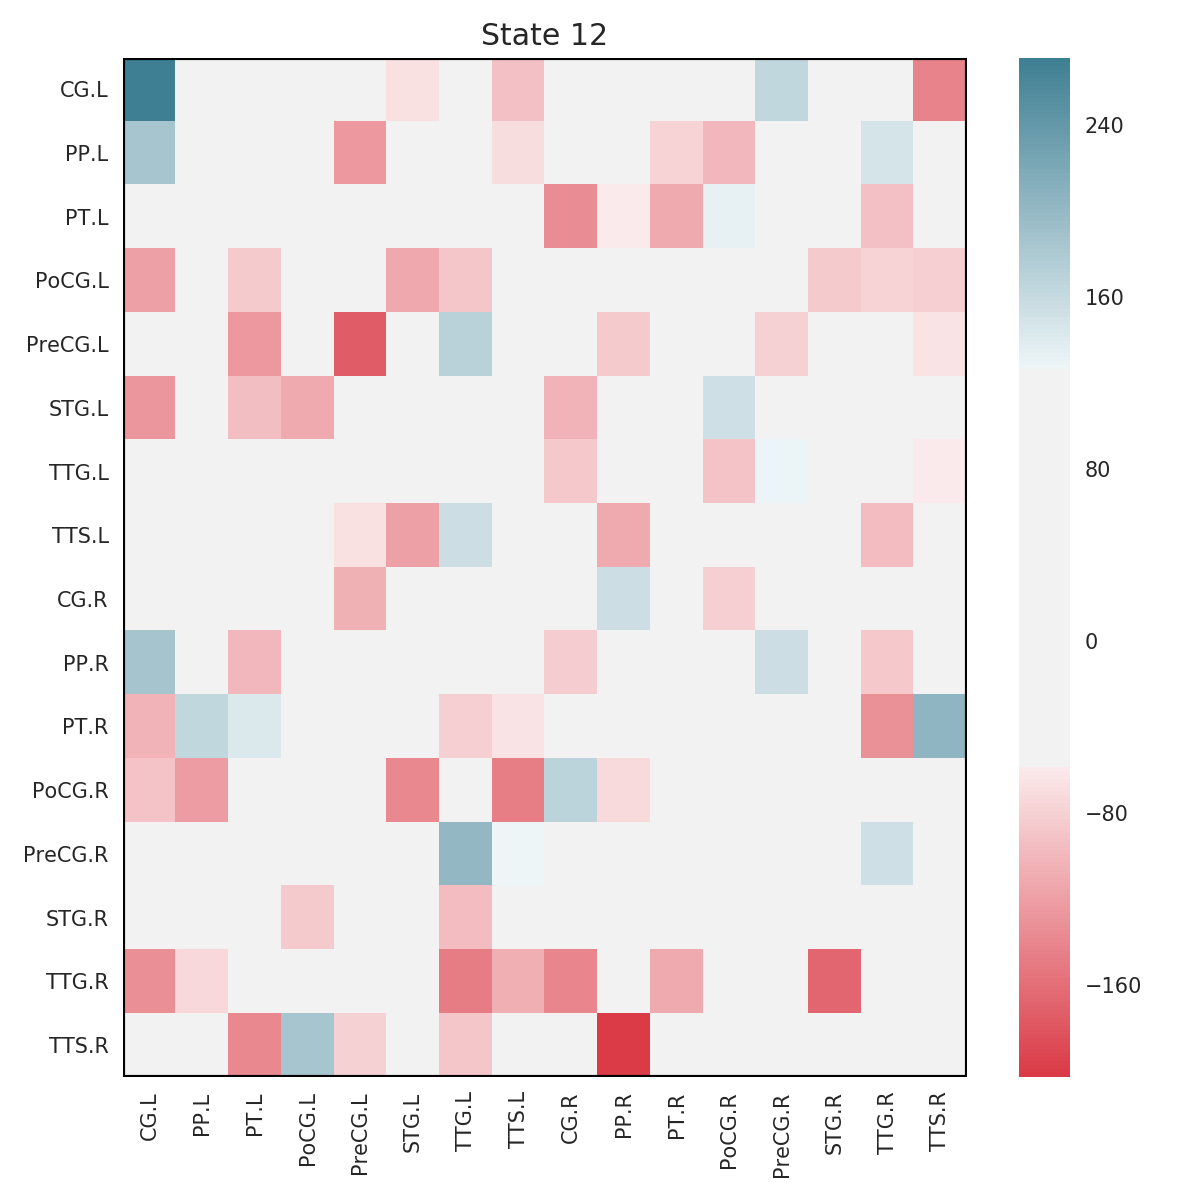 State 12
CG.L
PP.L
PT.L
PoCG.L
PreCG.L
STG.L
TTG.L
TTS.L
CG.R
PP.R
PT.R
PoCG.R
PreCG.R
STG.R
TTG.R
TTS.R
CG.L
PP.L
PT.L
PoCG.L
PreCG.L
STG.L
TTG.L
TTS.L
CG.R
PP.R
PT.R
PoCG.R
PreCG.R
STG.R
TTG.R
TTS.R
240
160
80
0
−80
−160